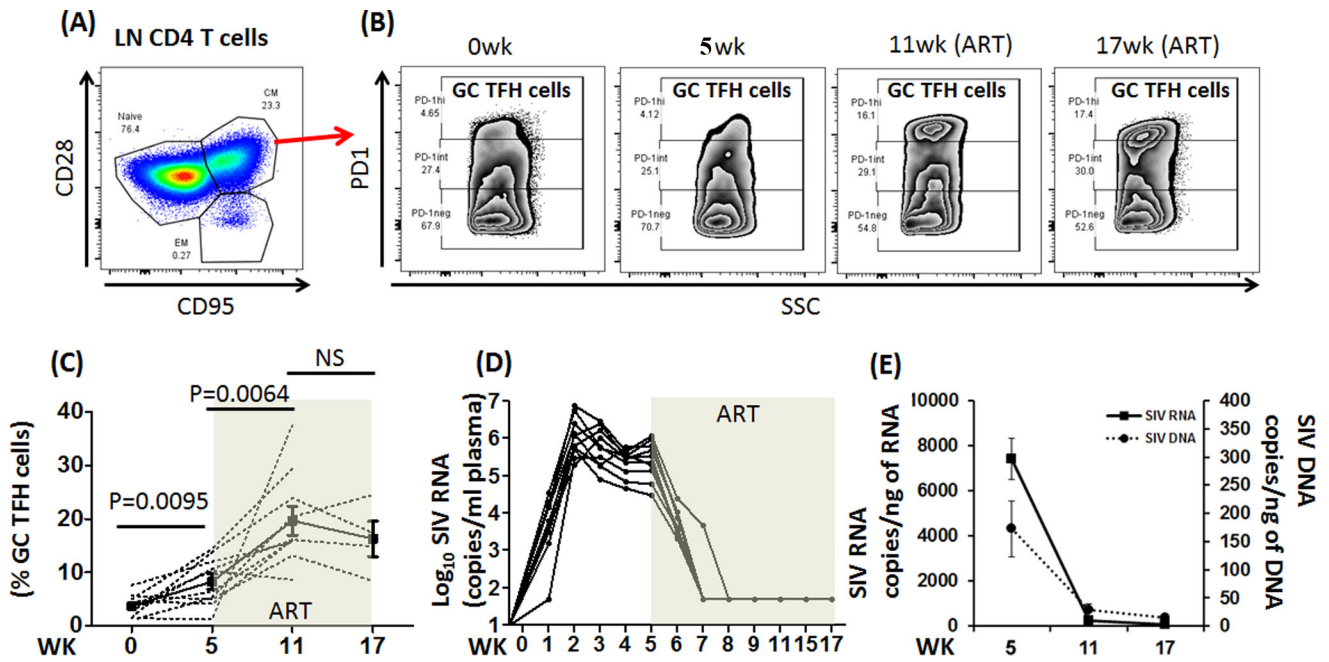 (A)
LN CD4 T cells
CD28
Naive
76.4
CM
23.3
EM
0.27
CD95
(B)
0wk
5wk
11wk (ART)
17wk (ART)
PD1
GC TFH cells
PD-1hi
4.65
PD-1int
27.4
PD-1neg
67.9
GC TFH cells
PD-1hi
4.12
PD-1int
25.1
PD-1neg
70.7
GC TFH cells
PD-1hi
16.1
PD-1int
29.1
PD-1neg
54.8
GC TFH cells
PD-1hi
17.4
PD-1int
30.0
PD-1neg
52.6
SSC
(C)
NS
P=0.0064
P=0.0095
(% GC TFH cells)
40
30
20
10
0
ART
WK 0 5 11 17
(D)
Log10 SIV RNA
(copies/ml plasma)
7
6
5
4
3
2
1
ART
WK 0 1 2 3 4 5 6 7 8 9 11 15 17
(E)
SIV RNA
copies/ng of RNA
10000
8000
6000
4000
2000
0
SIV RNA
SIV DNA
400
350
300
250
200
150
100
50
0
SIV DNA
copies/ng of DNA
WK 5 11 17